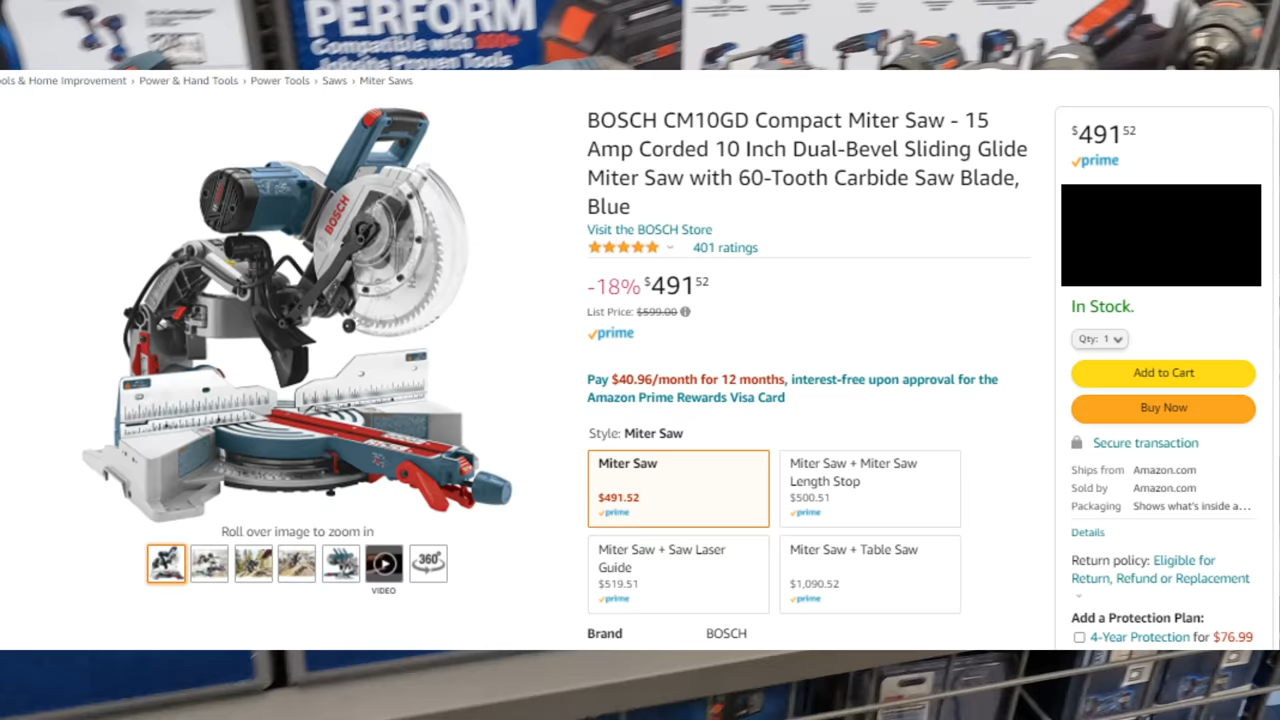 PERFORM
Compatible with 100+
ools & Home Improvement › Power & Hand Tools › Power Tools › Saws › Miter Saws
BOSCH
BOSCH CM10GD Compact Miter Saw - 15
Amp Corded 10 Inch Dual-Bevel Sliding Glide
Miter Saw with 60-Tooth Carbide Saw Blade,
Blue
Visit the BOSCH Store
401 ratings
-18% $491 52
List Price: $599.00
prime
Pay $40.96/month for 12 months, interest-free upon approval for the
Amazon Prime Rewards Visa Card
Style: Miter Saw
Miter Saw
$491.52
prime
Miter Saw + Miter Saw
Length Stop
$500.51
prime
Miter Saw + Saw Laser
Guide
$519.51
prime
Miter Saw + Table Saw
$1,090.52
prime
Brand BOSCH
Roll over image to zoom in
VIDEO
360°
$491 52
prime
In Stock.
Qty: 1
Add to Cart
Buy Now
Secure transaction
Ships from Amazon.com
Sold by Amazon.com
Packaging Shows what's inside a...
Details
Return policy: Eligible for
Return, Refund or Replacement
Add a Protection Plan:
4-Year Protection for $76.99